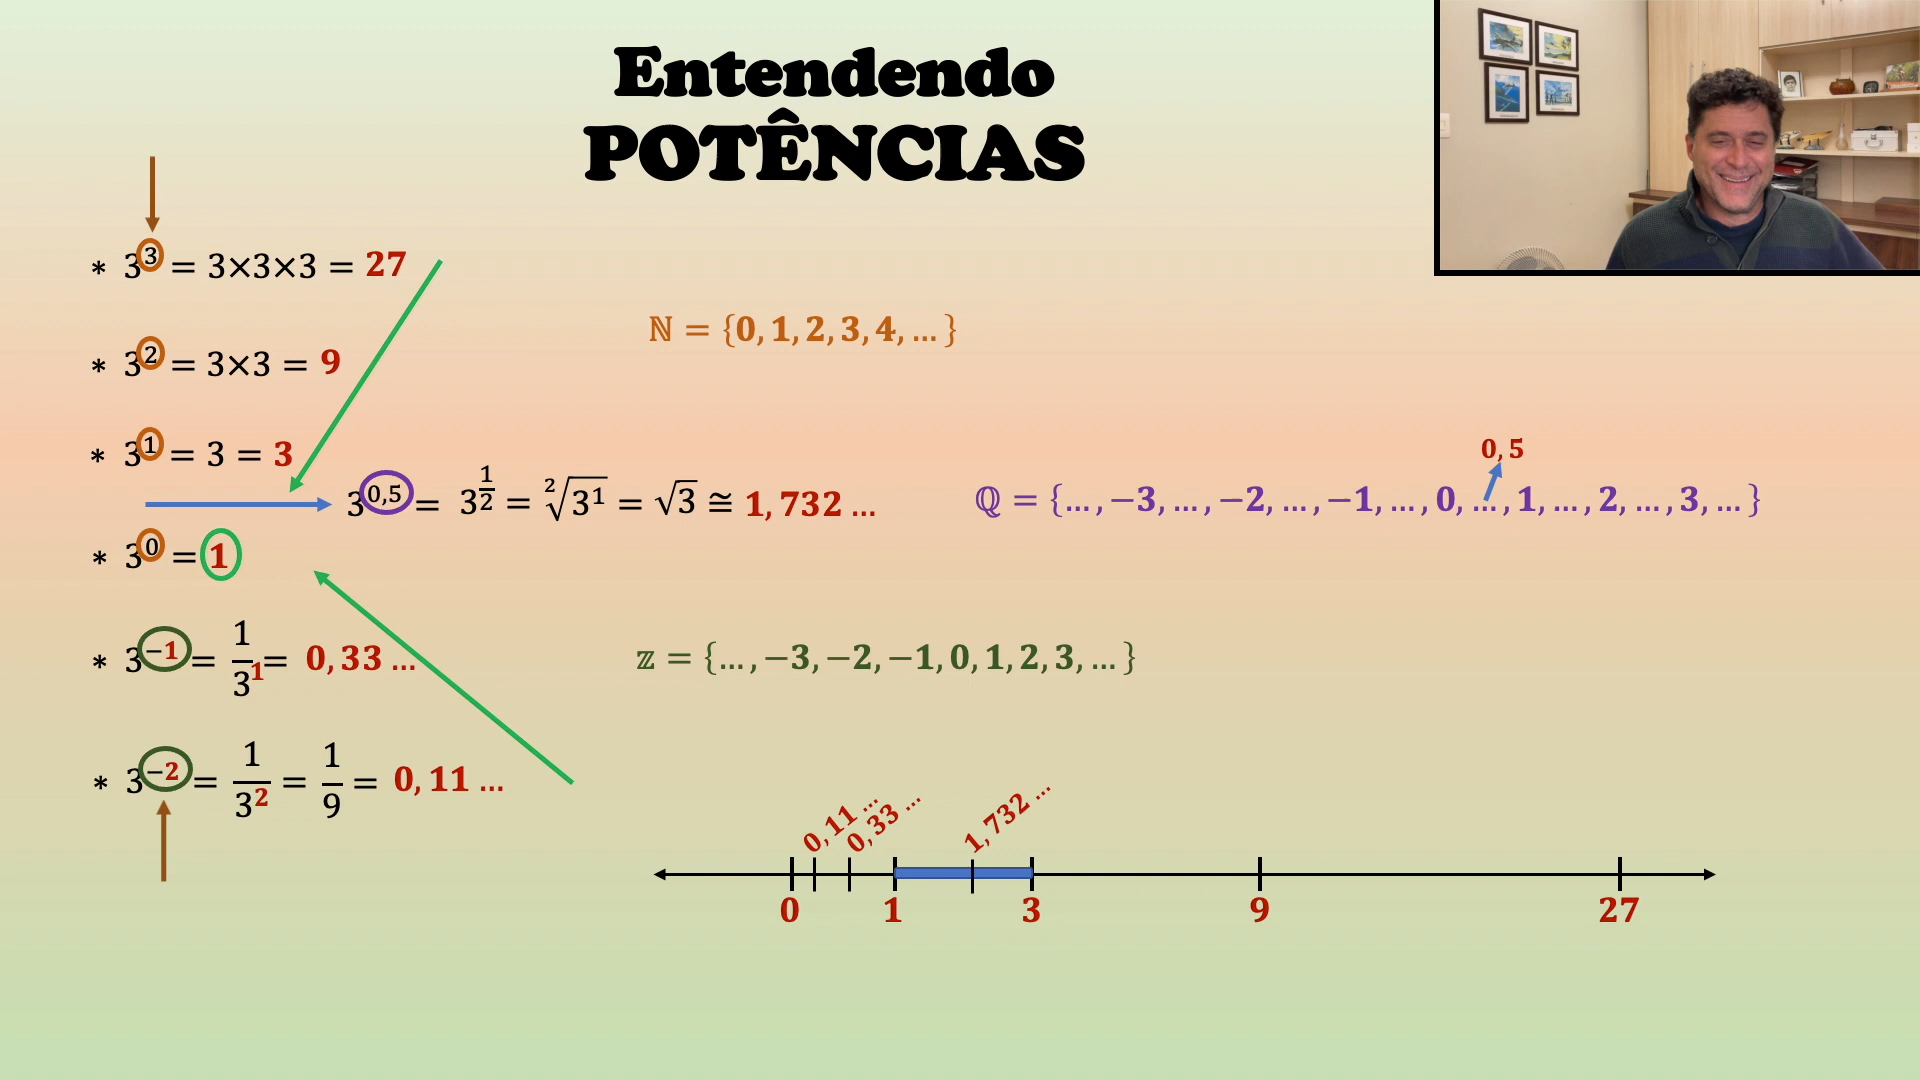 Entendendo
POTÊNCIAS
* 3³ = 3×3×3 = 27
ℕ = {0, 1, 2, 3, 4, … }
* 3² = 3×3 = 9
* 3¹ = 3 = 3
0, 5
3^0,5 = 3^(1/2) = ²√3¹ = √3 ≅ 1, 732 …
ℚ = {… , −3, … , −2, … , −1, … , 0, … , 1, … , 2, … , 3, … }
* 3⁰ = 1
* 3⁻¹ = 1/3¹ = 0, 33 …
ℤ = {… , −3, −2, −1, 0, 1, 2, 3, … }
* 3⁻² = 1/3² = 1/9 = 0, 11 …
0, 11 … 0, 33 … 1, 732 …
0 1 3 9 27